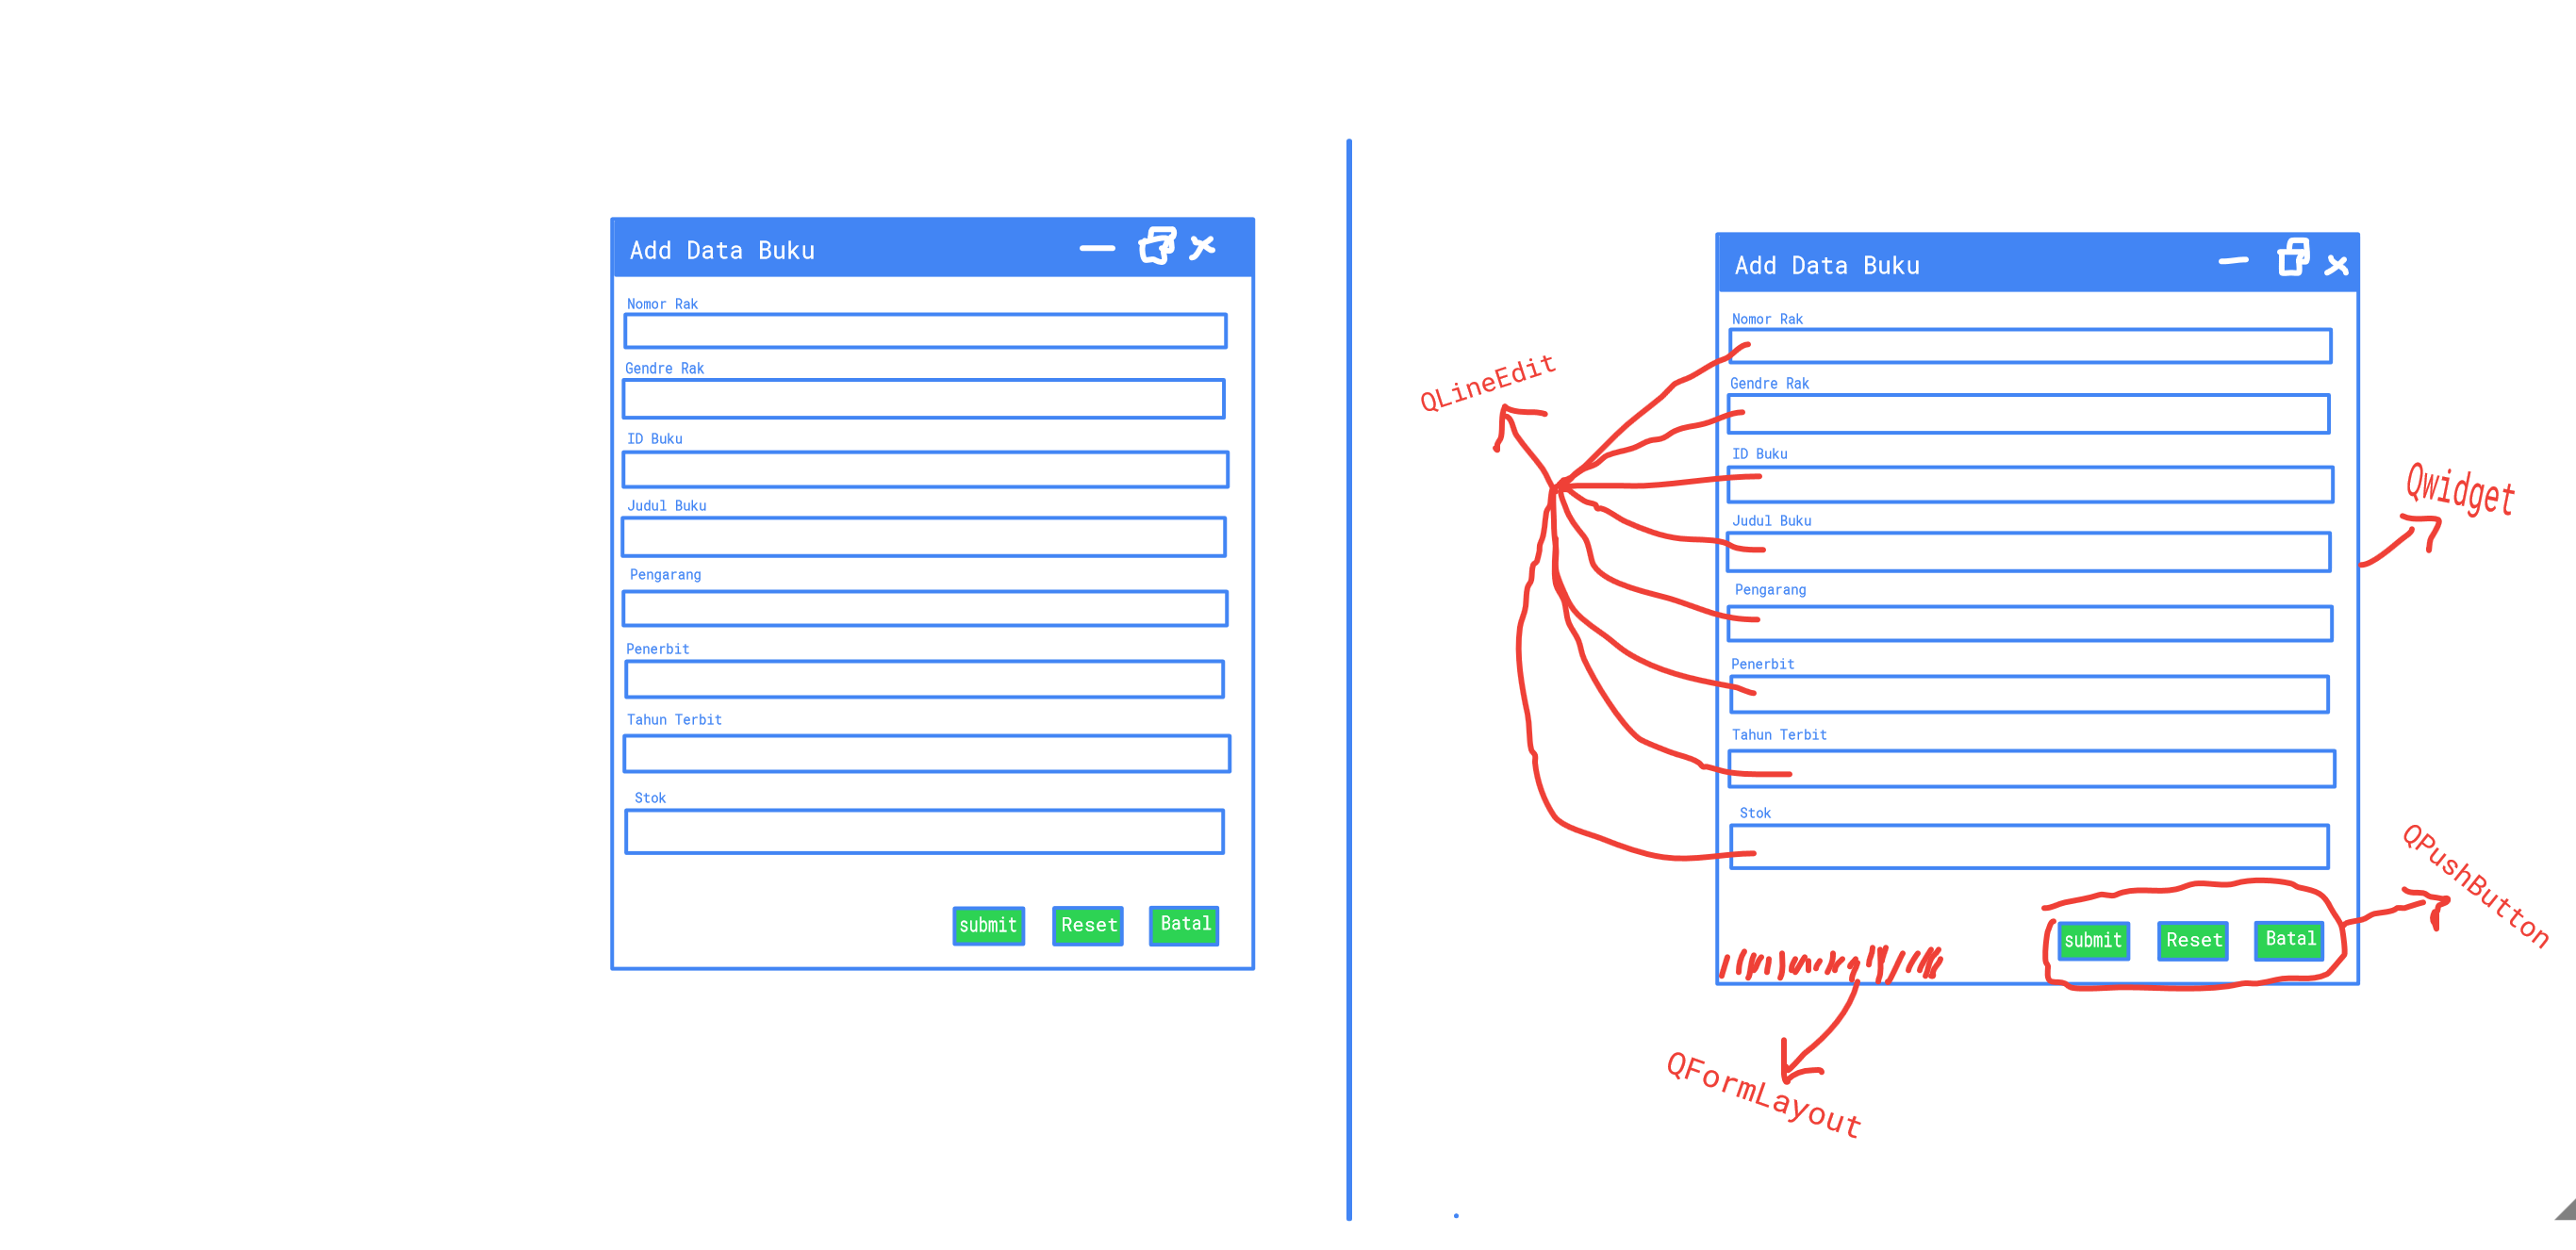 Add Data Buku
Nomor Rak
Gendre Rak
ID Buku
Judul Buku
Pengarang
Penerbit
Tahun Terbit
Stok
submit
Reset
Batal
QLineEdit
Add Data Buku
Nomor Rak
Gendre Rak
ID Buku
Judul Buku
Pengarang
Penerbit
Tahun Terbit
Stok
submit
Reset
Batal
Qwidget
QPushButton
QFormLayout